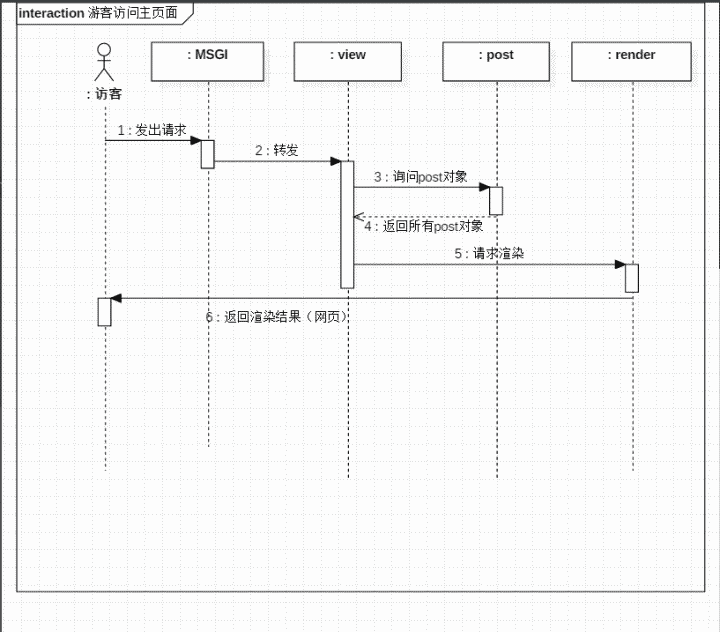 interaction 游客访问主页面
: MSGI
: view
: post
: render
: 访客
1 : 发出请求
2 : 转发
3 : 询问post对象
4 : 返回所有post对象
5 : 请求渲染
6 : 返回渲染结果（网页）